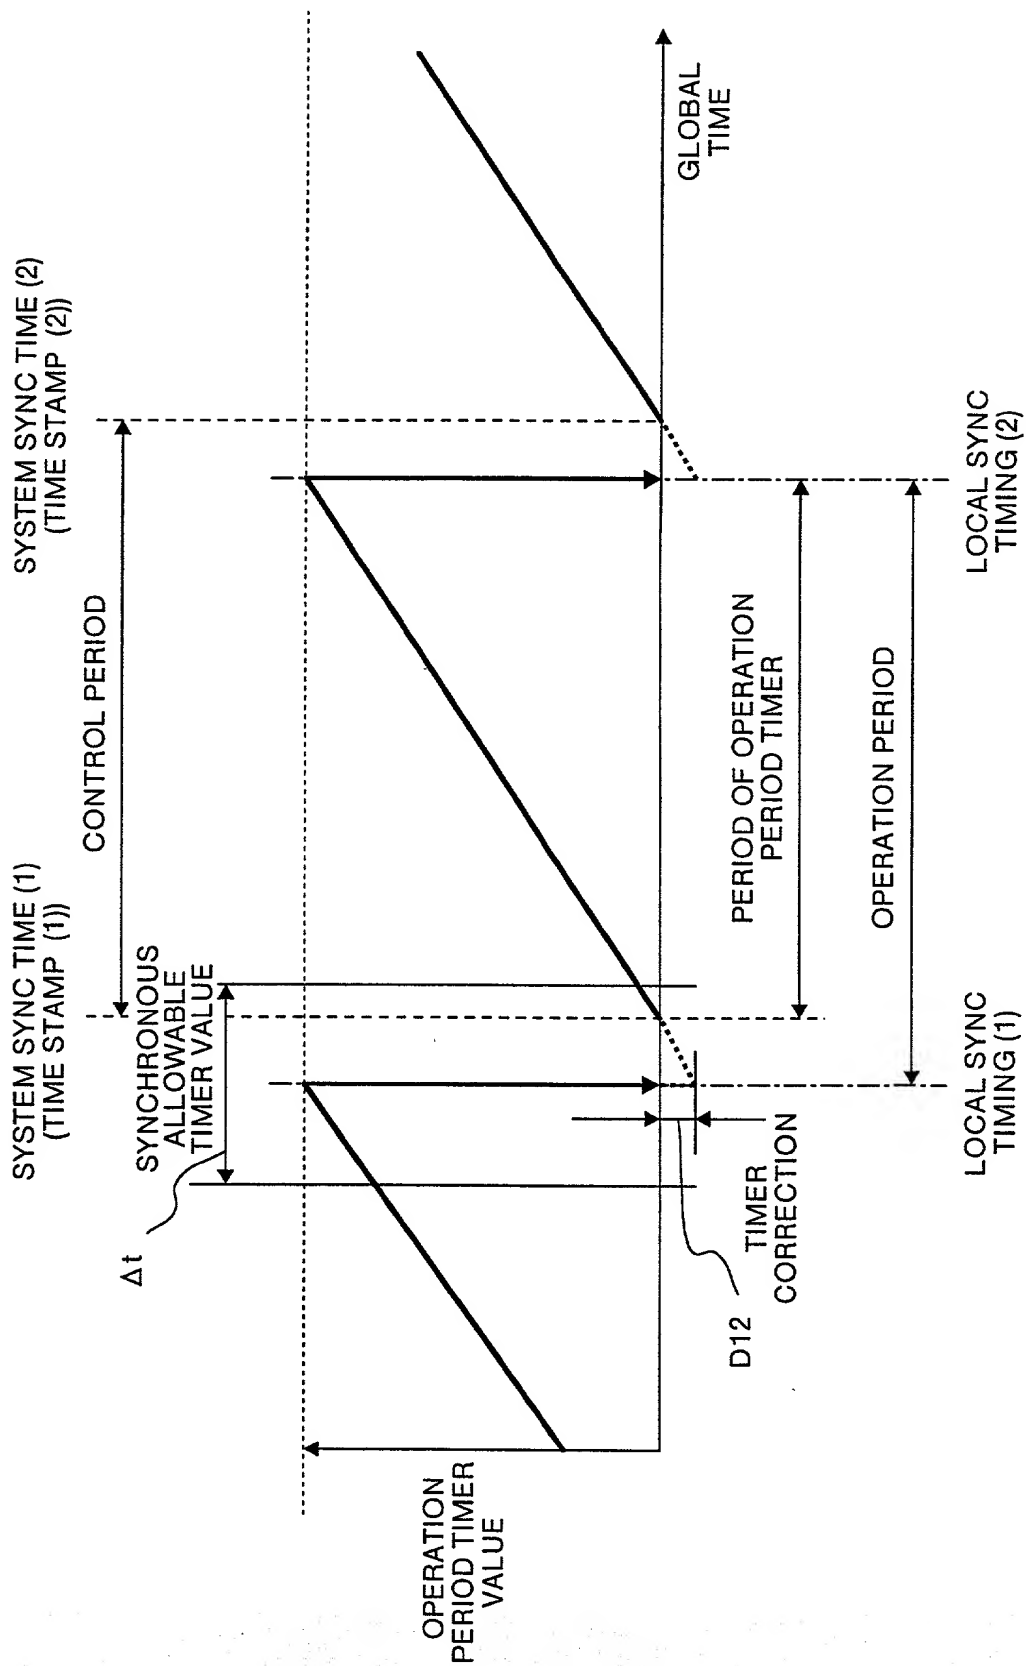 SYSTEM SYNC TIME (1)
(TIME STAMP (1))
SYSTEM SYNC TIME (2)
(TIME STAMP (2))
CONTROL PERIOD
SYNCHRONOUS
ALLOWABLE
TIMER VALUE
Δt
OPERATION
PERIOD TIMER
VALUE
GLOBAL
TIME
D12
TIMER
CORRECTION
PERIOD OF OPERATION
PERIOD TIMER
OPERATION PERIOD
LOCAL SYNC
TIMING (1)
LOCAL SYNC
TIMING (2)